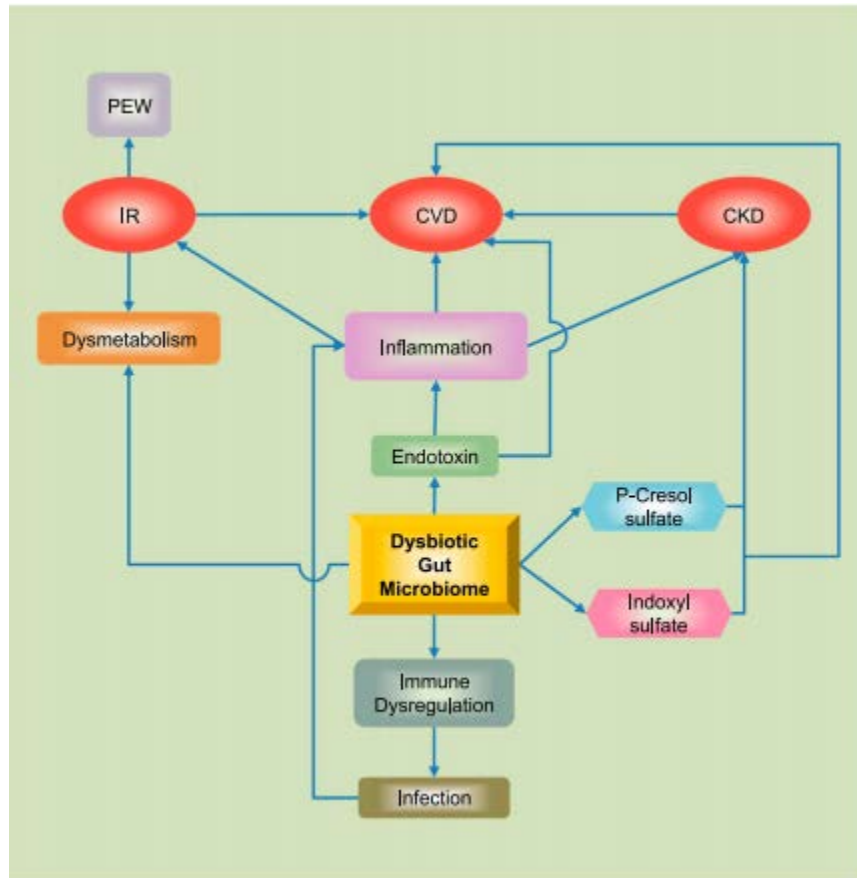 PEW
IR
CVD
CKD
Dysmetabolism
Inflammation
Endotoxin
P-Cresol
sulfate
Dysbiotic
Gut
Microbiome
Indoxyl
sulfate
Immune
Dysregulation
Infection